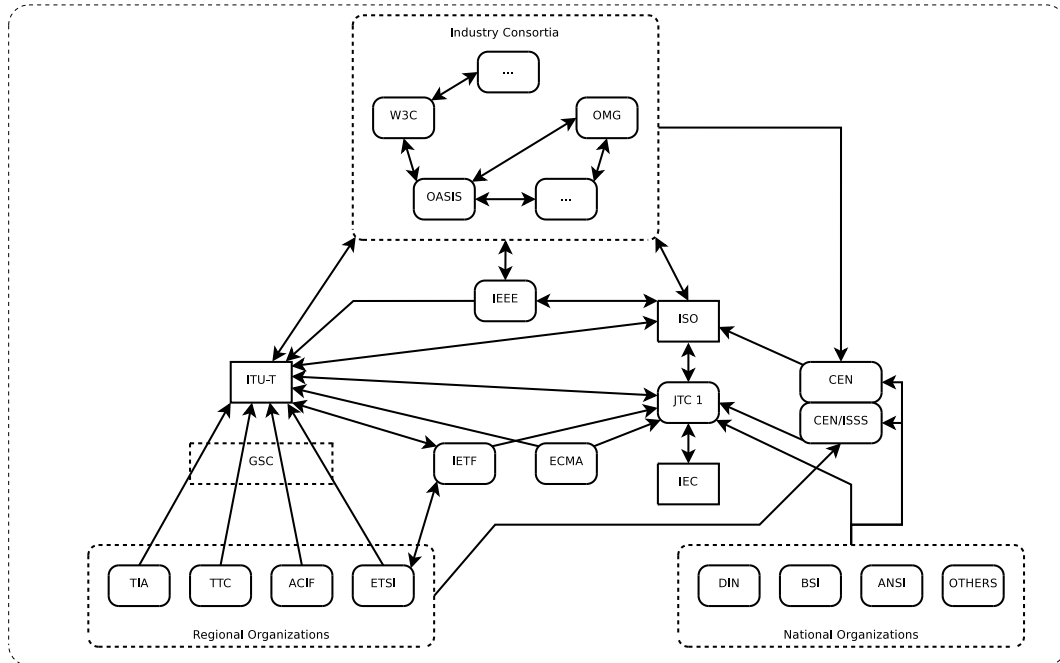 Industry Consortia
...
W3C
OMG
OASIS
...
IEEE
ISO
ITU-T
CEN
JTC 1
CEN/ISSS
GSC
IETF
ECMA
IEC
TIA
TTC
ACIF
ETSI
DIN
BSI
ANSI
OTHERS
Regional Organizations
National Organizations